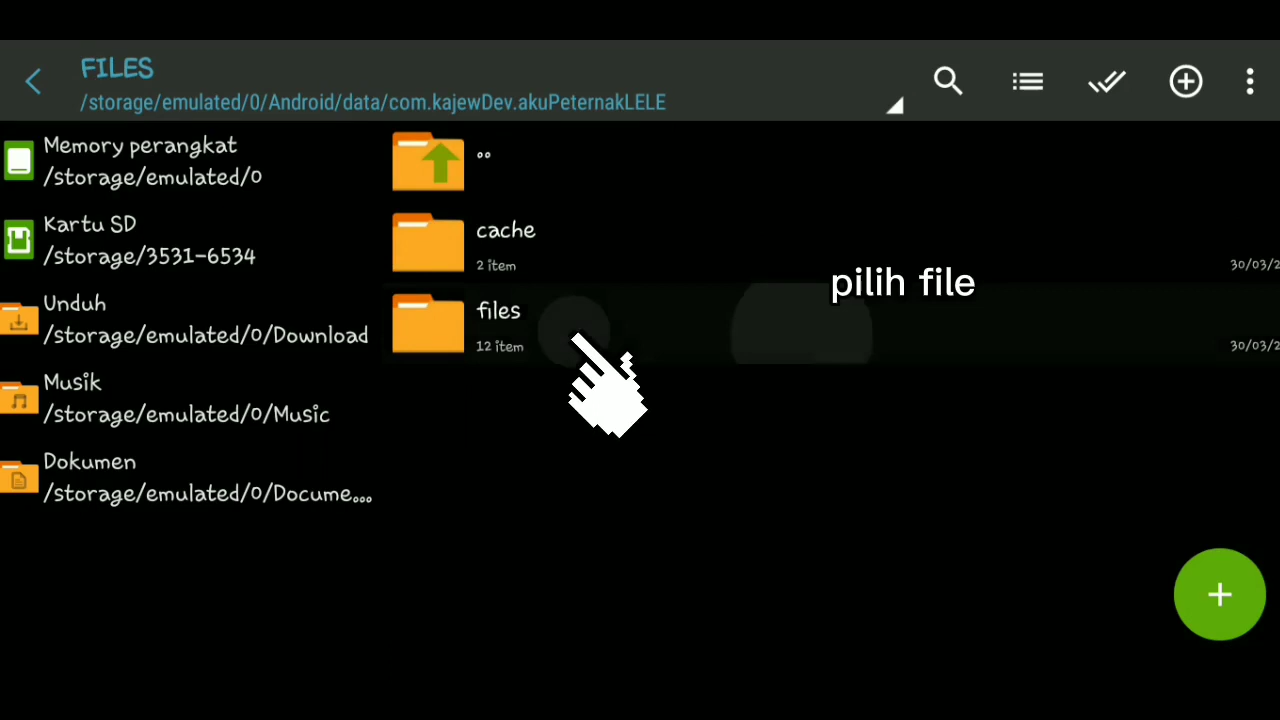 FILES
/storage/emulated/0/Android/data/com.kajewDev.akuPeternakLELE
Memory perangkat
/storage/emulated/0
Kartu SD
/storage/3531-6534
Unduh
/storage/emulated/0/Download
Musik
/storage/emulated/0/Music
Dokumen
/storage/emulated/0/Docume...
..
cache
2 item
30/03/2
files
12 item
30/03/2
pilih file